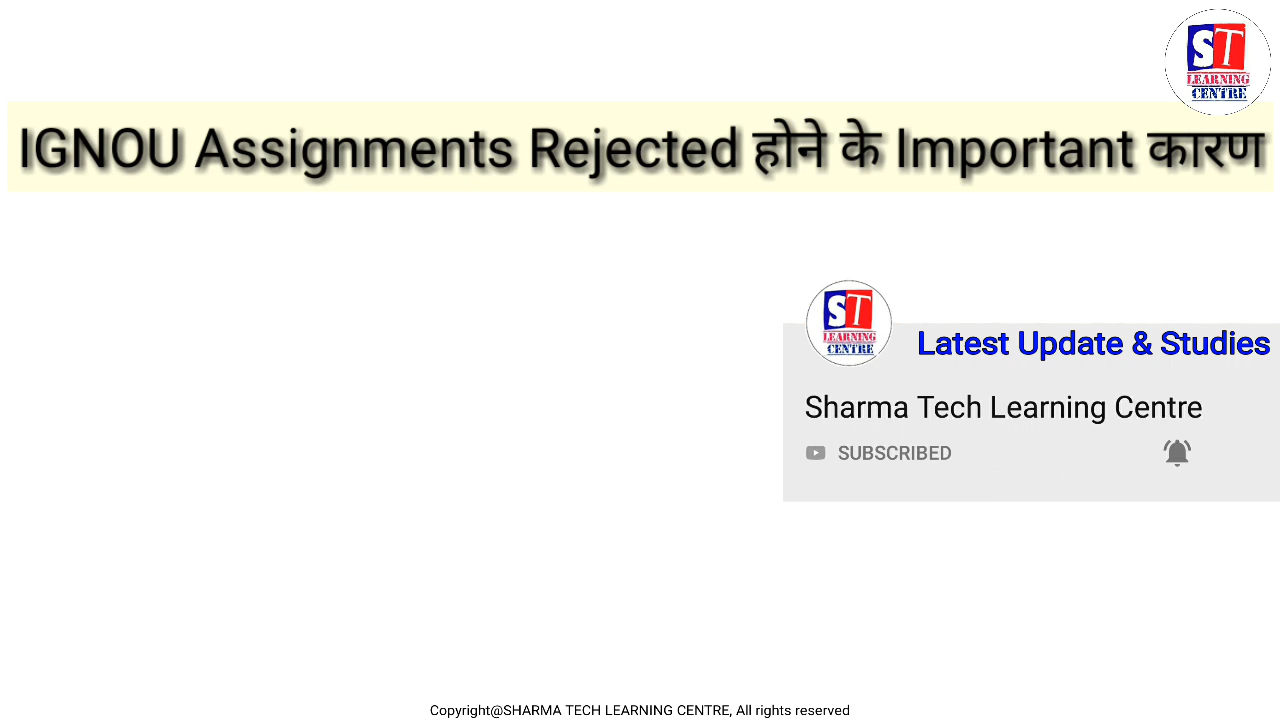 ST
LEARNING
CENTRE
IGNOU Assignments Rejected होने के Important कारण
ST
LEARNING
CENTRE
Latest Update & Studies
Sharma Tech Learning Centre
SUBSCRIBED
Copyright@SHARMA TECH LEARNING CENTRE, All rights reserved